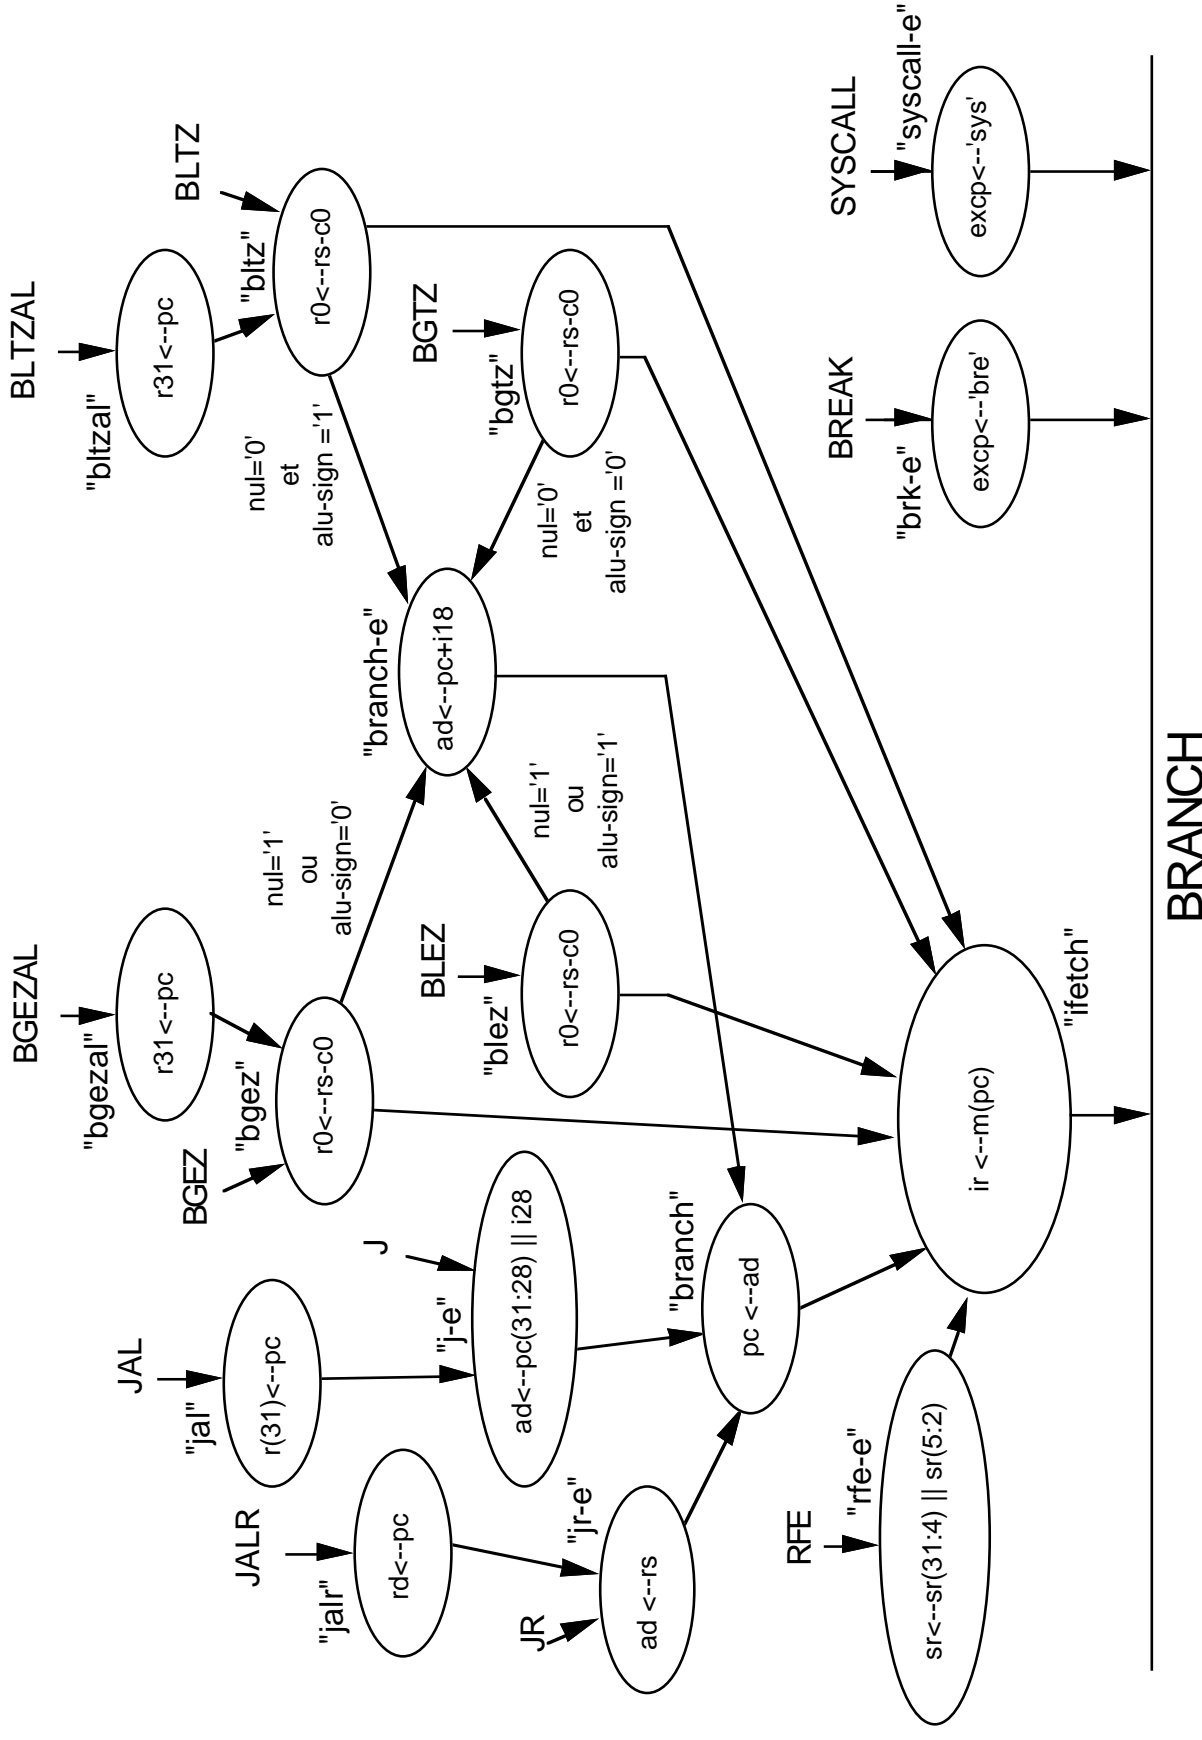 BLTZAL
"bltzal"
r31<--pc
BLTZ
"bltz"
r0<--rs-c0
nul='0'
et
alu-sign ='1'
BGTZ
"bgtz"
r0<--rs-c0
nul='0'
et
alu-sign ='0'
"branch-e"
ad<--pc+i18
BGEZAL
"bgezal"
r31<--pc
BGEZ
"bgez"
r0<--rs-c0
nul='1'
ou
alu-sign='0'
BLEZ
"blez"
r0<--rs-c0
nul='1'
ou
alu-sign='1'
JAL
"jal"
r(31)<--pc
J
"j-e"
ad<--pc(31:28) || i28
JALR
"jalr"
rd<--pc
JR
"jr-e"
ad <--rs
"branch"
pc <--ad
RFE
"rfe-e"
sr<--sr(31:4) || sr(5:2)
ir <--m(pc)
"ifetch"
BREAK
"brk-e"
excp<--'bre'
SYSCALL
"syscall-e"
excp<--'sys'
BRANCH